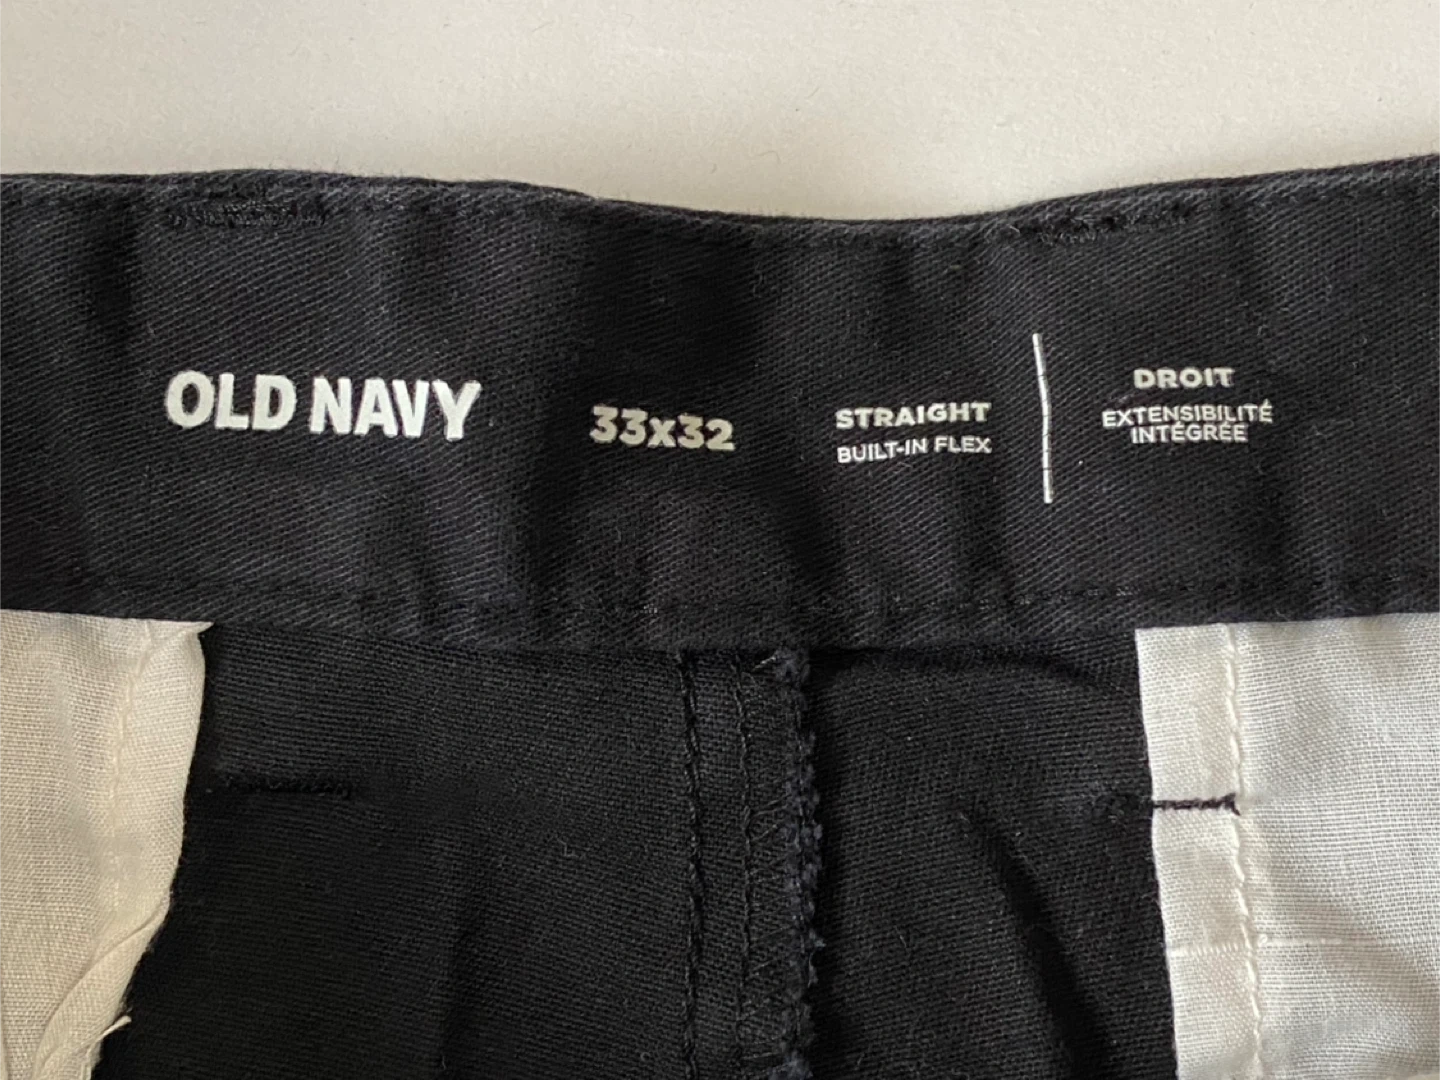 OLD NAVY
33x32
STRAIGHT
BUILT-IN FLEX
DROIT
EXTENSIBILITÉ
INTÉGRÉE